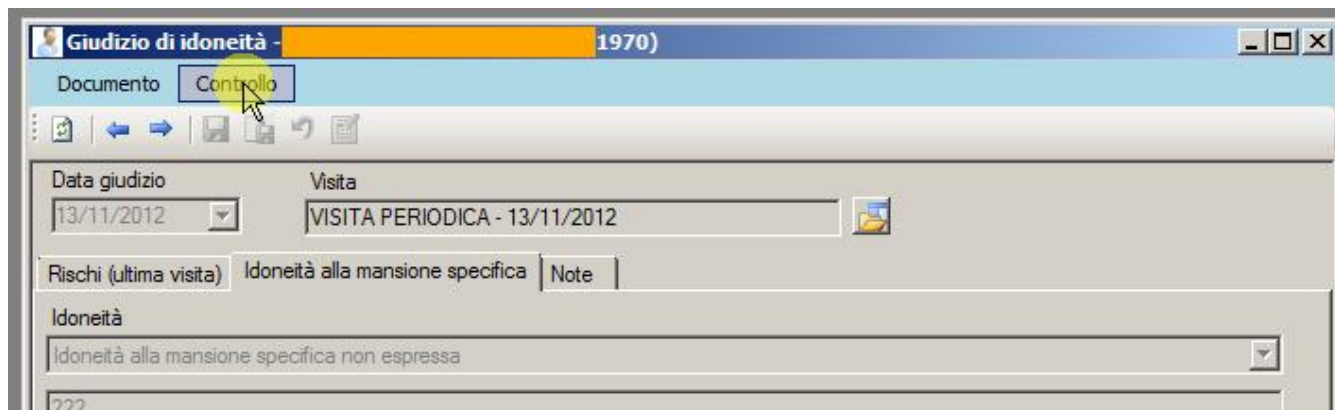 Giudizio di idoneità - 1970)
Documento Controllo
Data giudizio Visita
13/11/2012 VISITA PERIODICA - 13/11/2012
Rischi (ultima visita) Idoneità alla mansione specifica Note
Idoneità
Idoneità alla mansione specifica non espressa
222